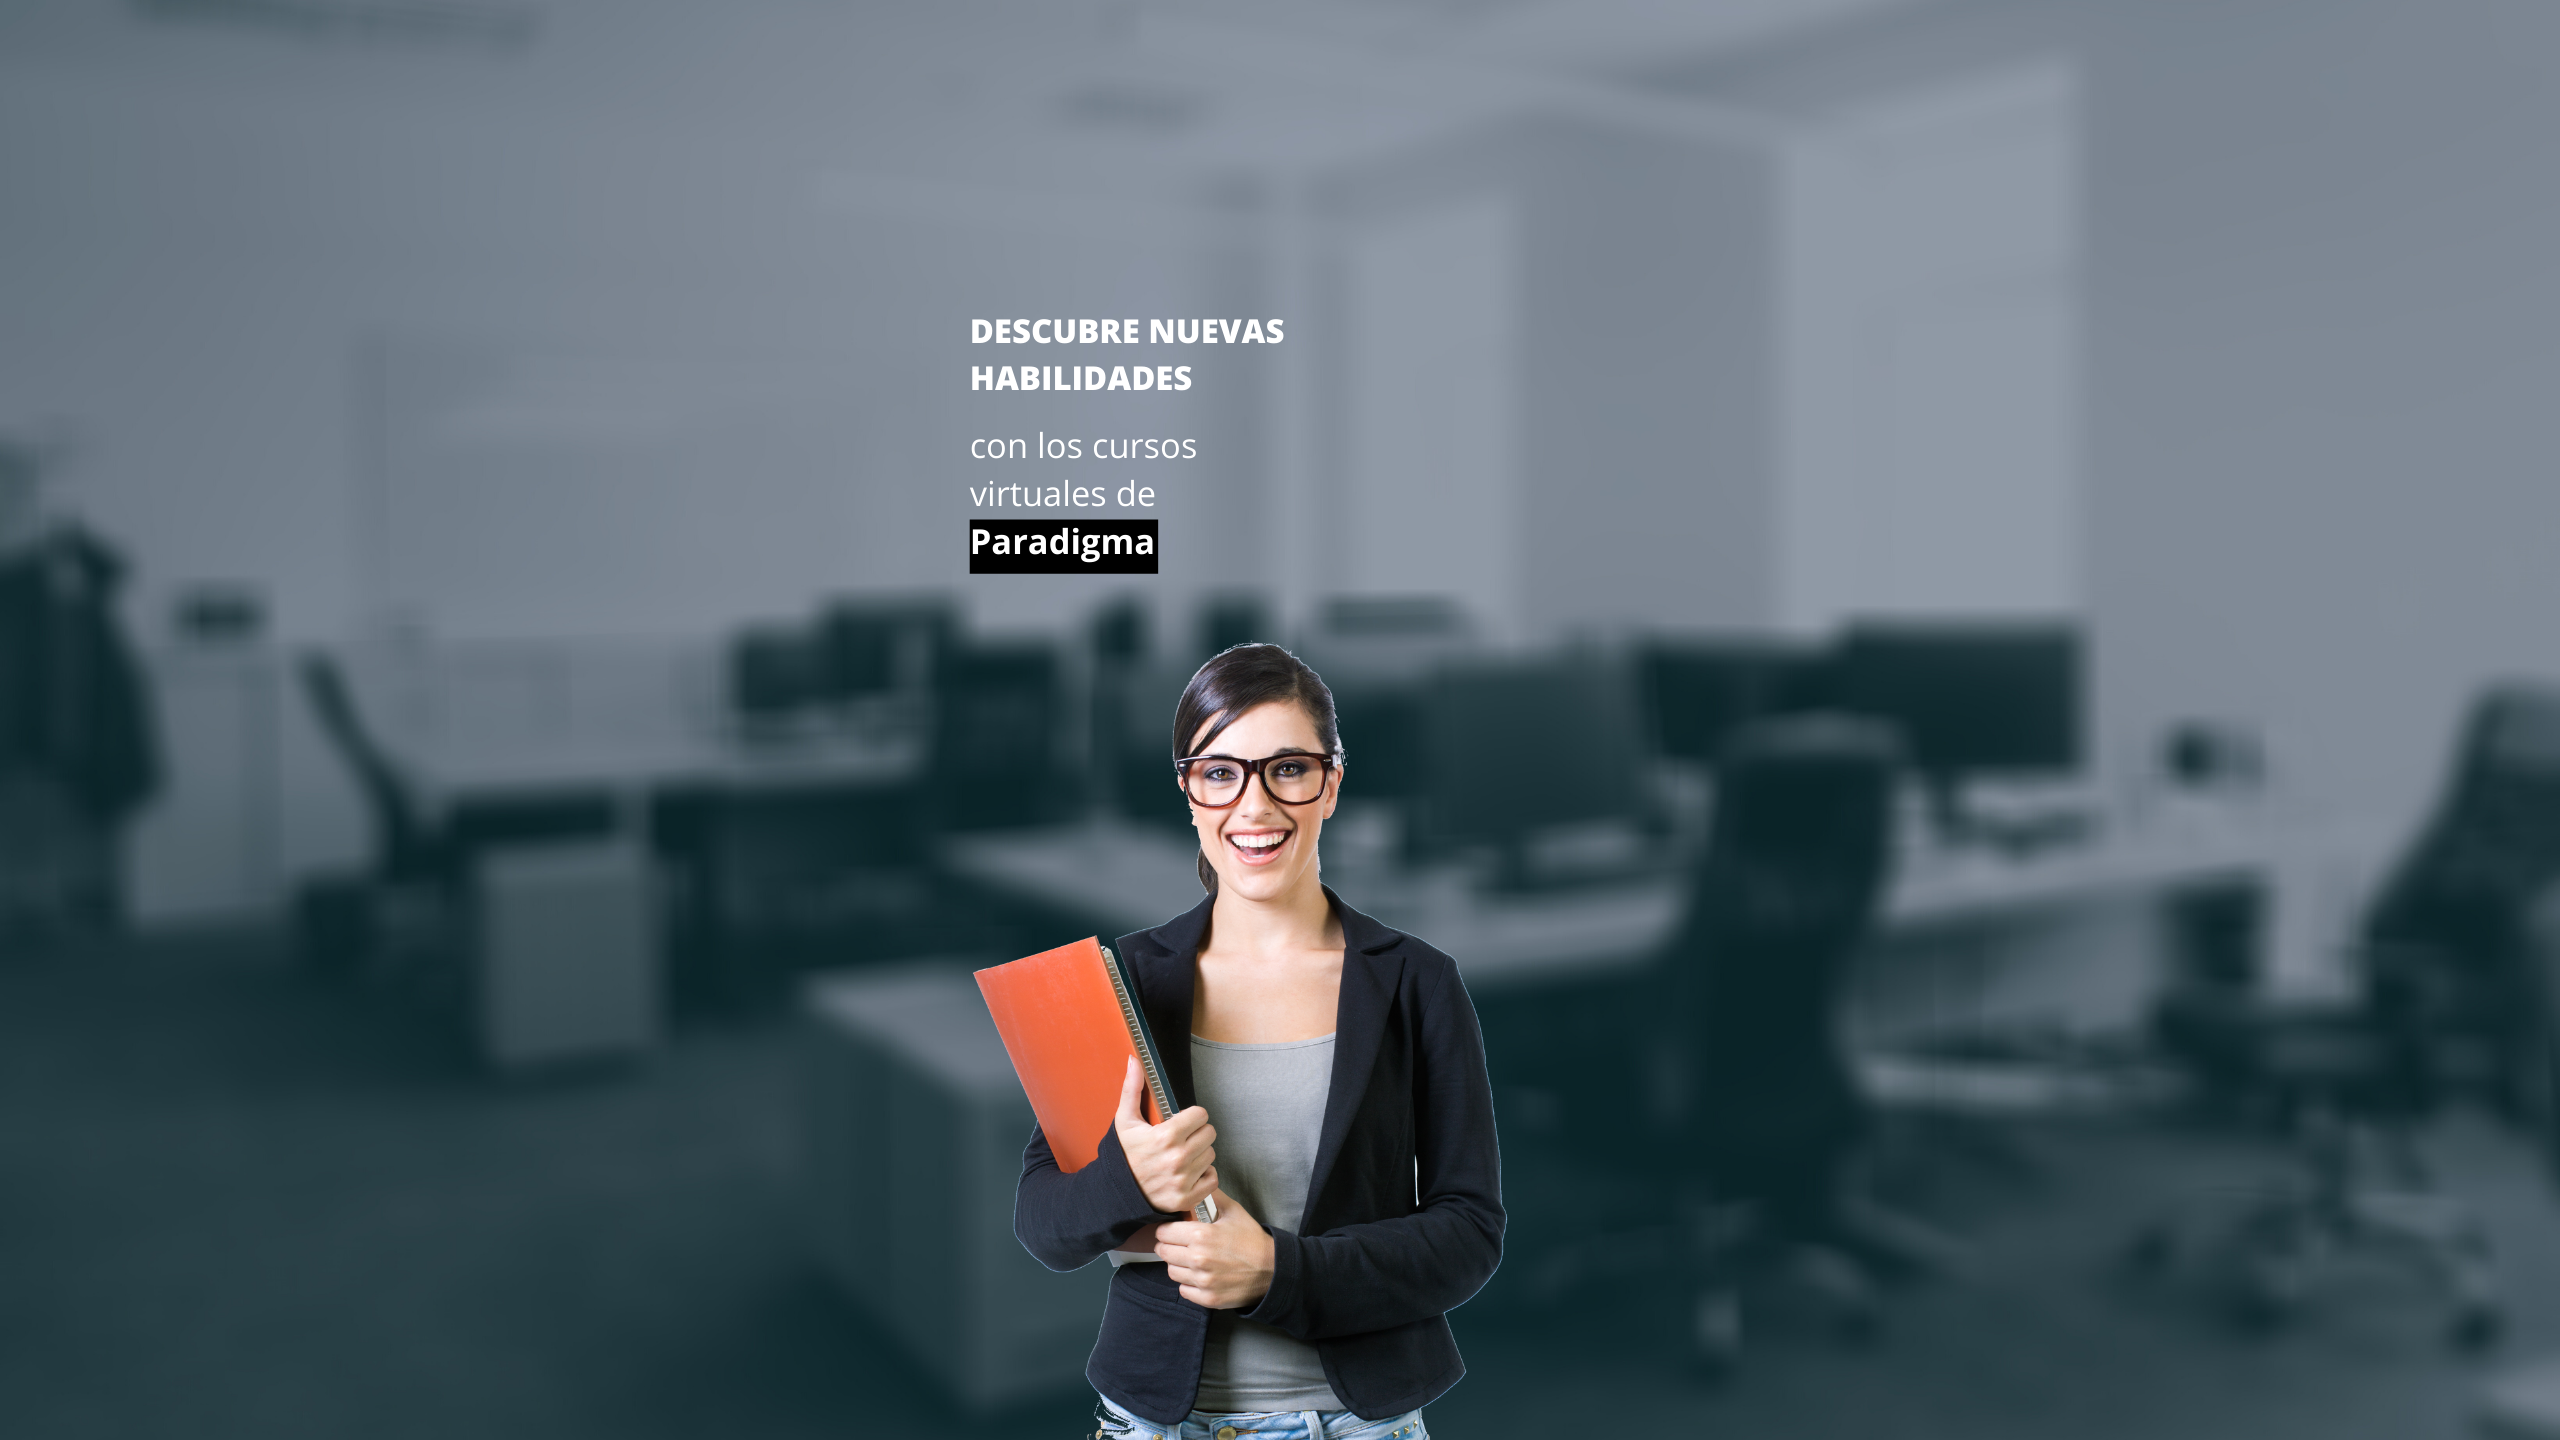 DESCUBRE NUEVAS
HABILIDADES
con los cursos
virtuales de
Paradigma